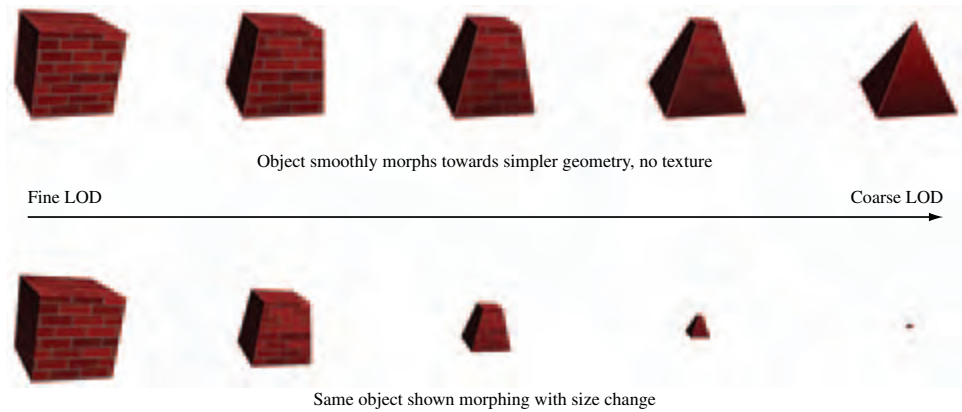 Object smoothly morphs towards simpler geometry, no texture
Fine LOD
Coarse LOD
Same object shown morphing with size change